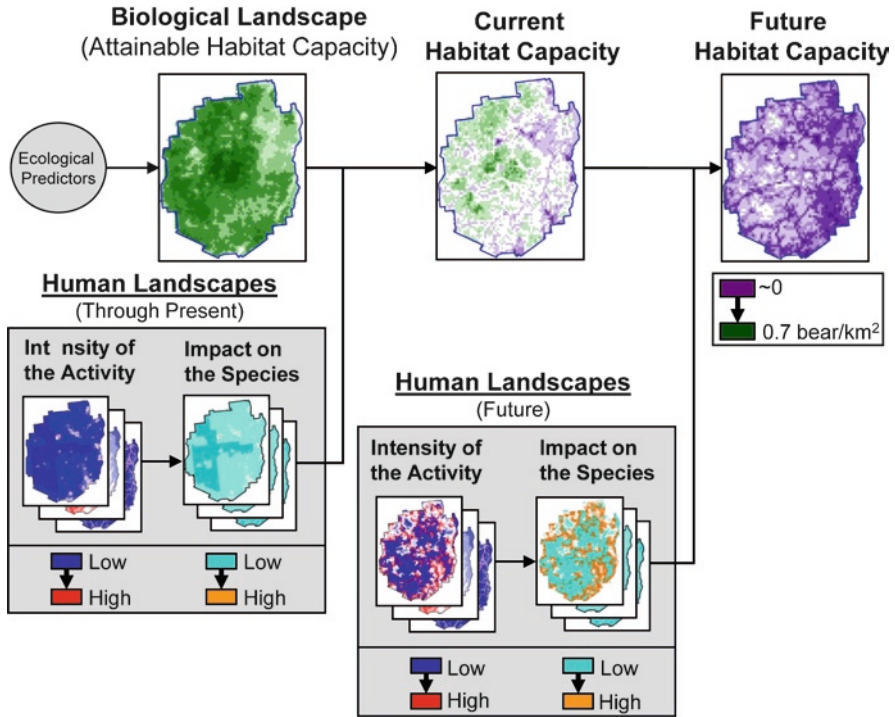 Biological Landscape
(Attainable Habitat Capacity)
Current
Habitat Capacity
Future
Habitat Capacity
Ecological
Predictors
~0
0.7 bear/km²
Human Landscapes
(Through Present)
Int nsity of
the Activity
Impact on
the Species
Low
High
Low
High
Human Landscapes
(Future)
Intensity of
the Activity
Impact on
the Species
Low
High
Low
High